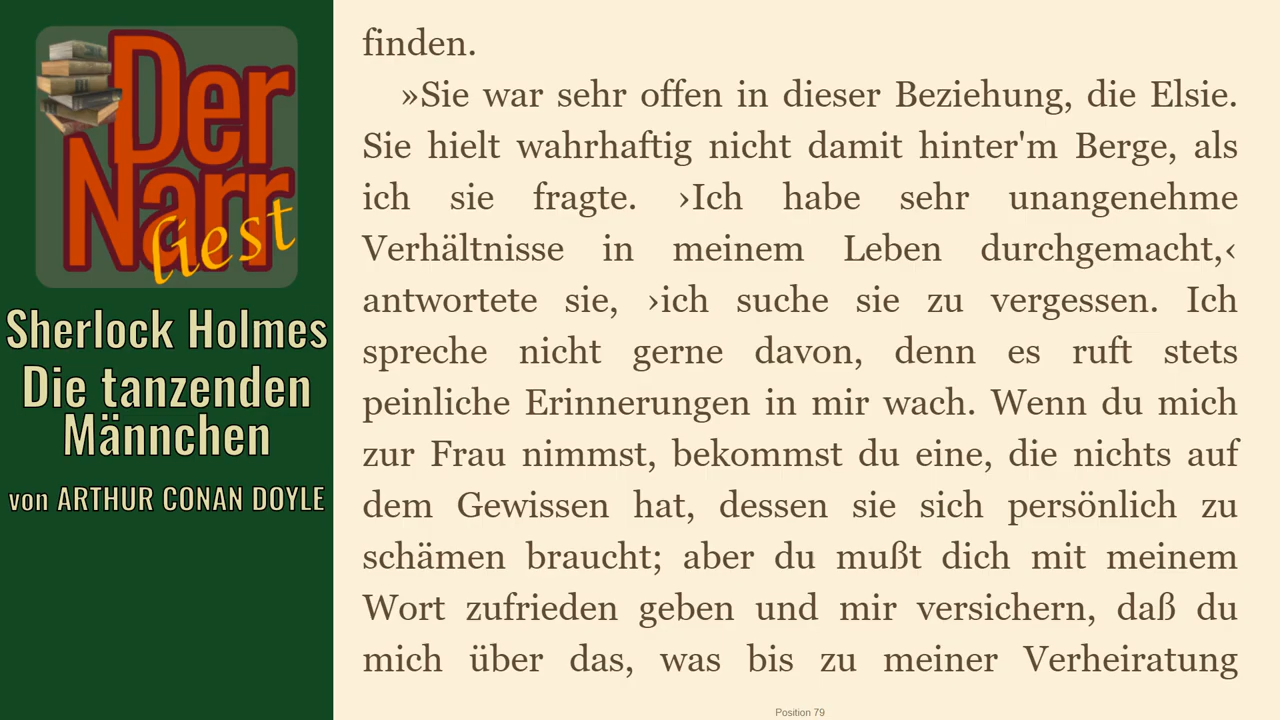 Der
Narr
liest
Sherlock Holmes
Die tanzenden
Männchen
von ARTHUR CONAN DOYLE
finden.
»Sie war sehr offen in dieser Beziehung, die Elsie.
Sie hielt wahrhaftig nicht damit hinter'm Berge, als
ich sie fragte. ›Ich habe sehr unangenehme
Verhältnisse in meinem Leben durchgemacht,‹
antwortete sie, ›ich suche sie zu vergessen. Ich
spreche nicht gerne davon, denn es ruft stets
peinliche Erinnerungen in mir wach. Wenn du mich
zur Frau nimmst, bekommst du eine, die nichts auf
dem Gewissen hat, dessen sie sich persönlich zu
schämen braucht; aber du mußt dich mit meinem
Wort zufrieden geben und mir versichern, daß du
mich über das, was bis zu meiner Verheiratung
Position 79